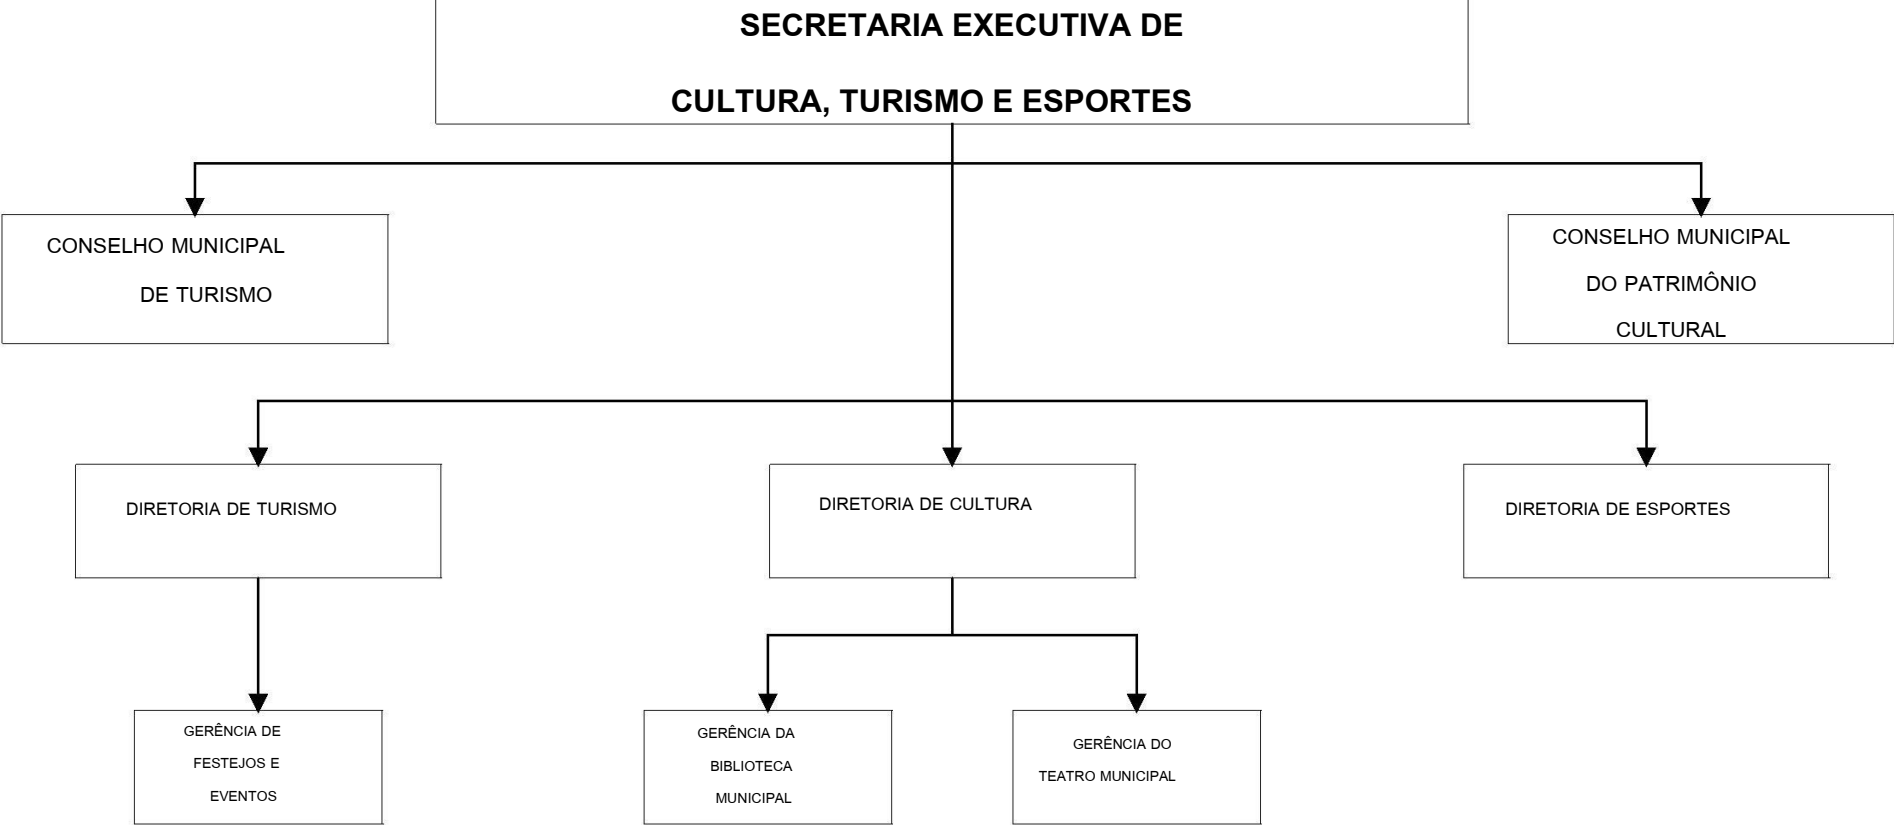 SECRETARIA EXECUTIVA DE
CULTURA, TURISMO E ESPORTES
CONSELHO MUNICIPAL
DE TURISMO
CONSELHO MUNICIPAL
DO PATRIMÔNIO
CULTURAL
DIRETORIA DE TURISMO
DIRETORIA DE CULTURA
DIRETORIA DE ESPORTES
GERÊNCIA DE
FESTEJOS E
EVENTOS
GERÊNCIA DA
BIBLIOTECA
MUNICIPAL
GERÊNCIA DO
TEATRO MUNICIPAL